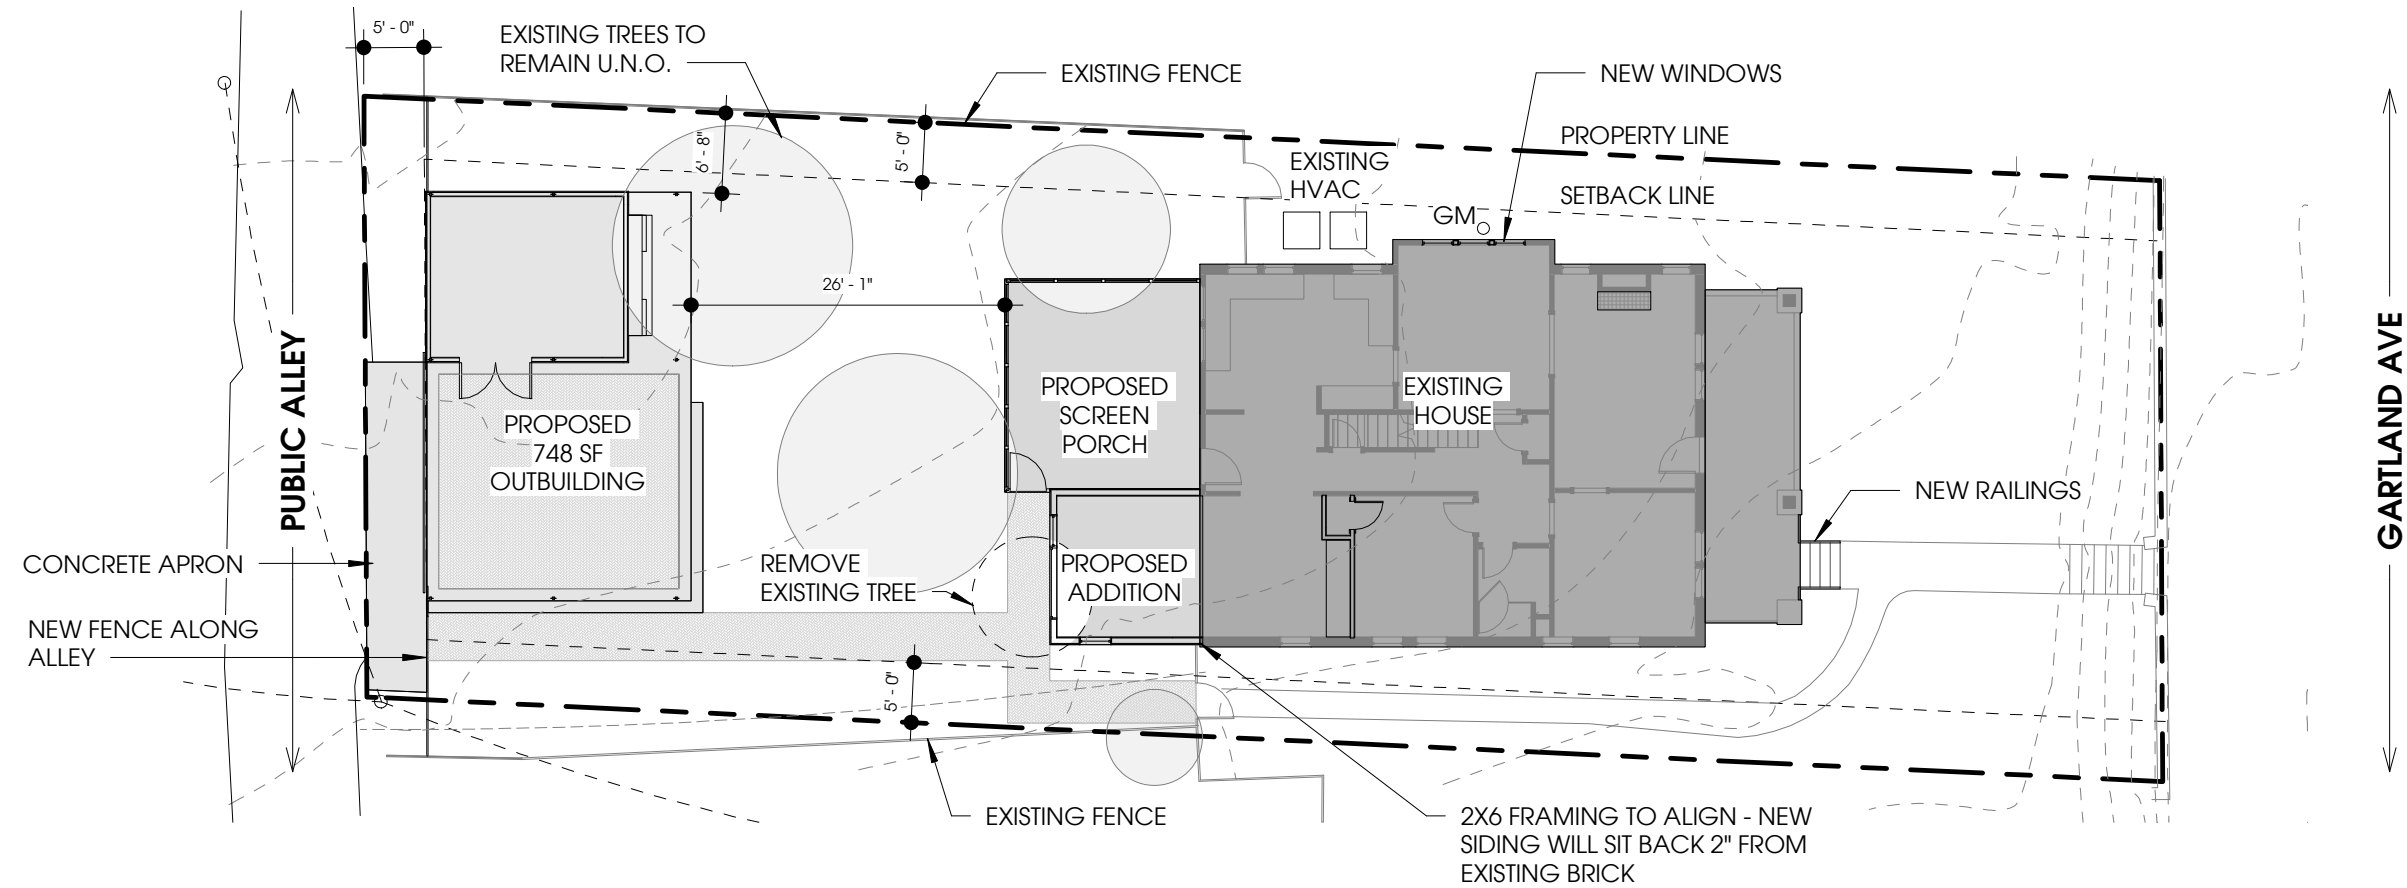 5' - 0"
EXISTING TREES TO
REMAIN U.N.O.
EXISTING FENCE
NEW WINDOWS
PROPERTY LINE
6' - 8"
5' - 0"
EXISTING
HVAC
SETBACK LINE
GM
26' - 1"
PUBLIC ALLEY
GARTLAND AVE
PROPOSED
SCREEN
PORCH
EXISTING
HOUSE
PROPOSED
748 SF
OUTBUILDING
NEW RAILINGS
CONCRETE APRON
REMOVE
EXISTING TREE
PROPOSED
ADDITION
NEW FENCE ALONG
ALLEY
5' - 0"
EXISTING FENCE
2X6 FRAMING TO ALIGN - NEW
SIDING WILL SIT BACK 2" FROM
EXISTING BRICK